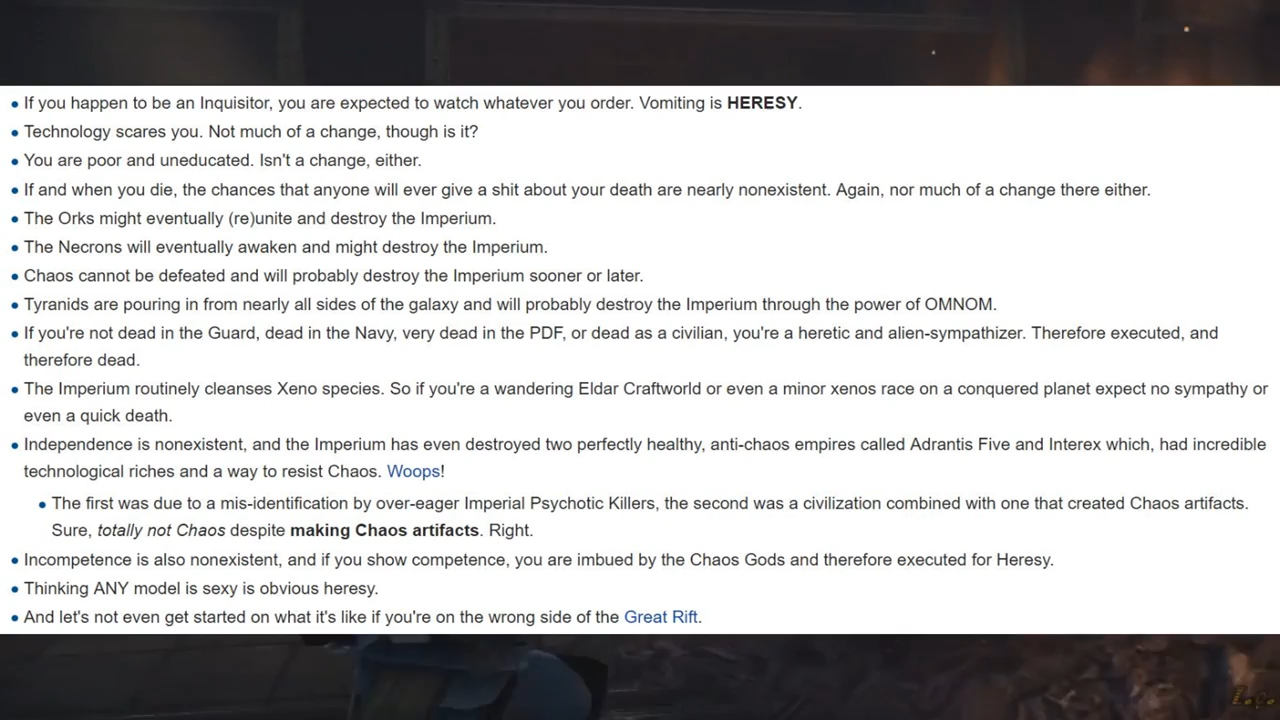 • If you happen to be an Inquisitor, you are expected to watch whatever you order. Vomiting is HERESY.
• Technology scares you. Not much of a change, though is it?
• You are poor and uneducated. Isn't a change, either.
• If and when you die, the chances that anyone will ever give a shit about your death are nearly nonexistent. Again, nor much of a change there either.
• The Orks might eventually (re)unite and destroy the Imperium.
• The Necrons will eventually awaken and might destroy the Imperium.
• Chaos cannot be defeated and will probably destroy the Imperium sooner or later.
• Tyranids are pouring in from nearly all sides of the galaxy and will probably destroy the Imperium through the power of OMNOM.
• If you're not dead in the Guard, dead in the Navy, very dead in the PDF, or dead as a civilian, you're a heretic and alien-sympathizer. Therefore executed, and
therefore dead.
• The Imperium routinely cleanses Xeno species. So if you're a wandering Eldar Craftworld or even a minor xenos race on a conquered planet expect no sympathy or
even a quick death.
• Independence is nonexistent, and the Imperium has even destroyed two perfectly healthy, anti-chaos empires called Adrantis Five and Interex which, had incredible
technological riches and a way to resist Chaos. Woops!
• The first was due to a mis-identification by over-eager Imperial Psychotic Killers, the second was a civilization combined with one that created Chaos artifacts.
Sure, totally not Chaos despite making Chaos artifacts. Right.
• Incompetence is also nonexistent, and if you show competence, you are imbued by the Chaos Gods and therefore executed for Heresy.
• Thinking ANY model is sexy is obvious heresy.
• And let's not even get started on what it's like if you're on the wrong side of the Great Rift.